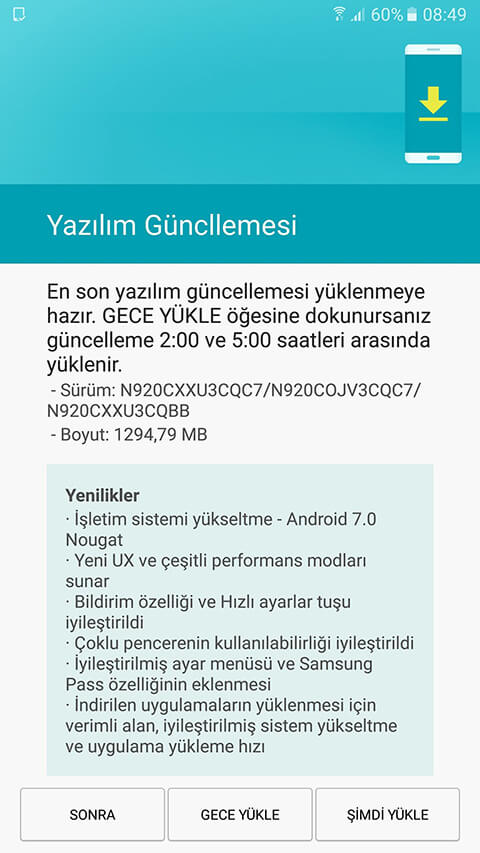 60% 08:49
Yazılım Güncllemesi
En son yazılım güncellemesi yüklenmeye
hazır. GECE YÜKLE öğesine dokunursanız
güncelleme 2:00 ve 5:00 saatleri arasında
yüklenir.
- Sürüm: N920CXXU3CQC7/N920COJV3CQC7/
N920CXXU3CQBB
- Boyut: 1294,79 MB
Yenilikler
· İşletim sistemi yükseltme - Android 7.0
Nougat
· Yeni UX ve çeşitli performans modları
sunar
· Bildirim özelliği ve Hızlı ayarlar tuşu
iyileştirildi
· Çoklu pencerenin kullanılabilirliği iyileştirildi
· İyileştirilmiş ayar menüsü ve Samsung
Pass özelliğinin eklenmesi
· İndirilen uygulamaların yüklenmesi için
verimli alan, iyileştirilmiş sistem yükseltme
ve uygulama yükleme hızı
SONRA GECE YÜKLE ŞİMDİ YÜKLE